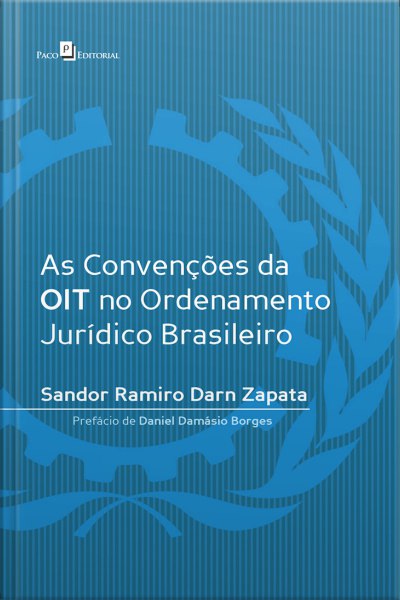 PACO EDITORIAL
As Convenções da
OIT no Ordenamento
Jurídico Brasileiro
Sandor Ramiro Darn Zapata
Prefácio de Daniel Damásio Borges